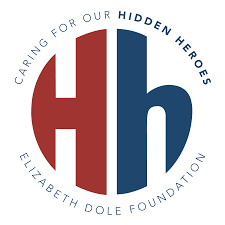 CARING FOR OUR HIDDEN HEROES
Hh
ELIZABETH DOLE FOUNDATION